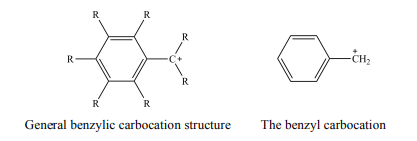 R R
R
R C+
CH2
+
R
R R
General benzylic carbocation structure The benzyl carbocation